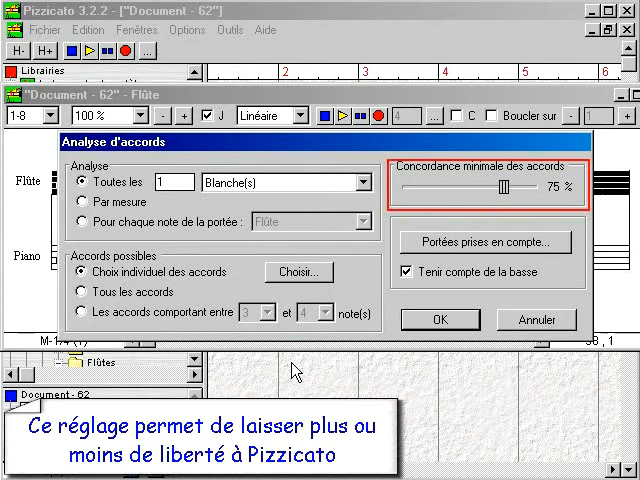 Pizzicato 3.2.2 - ["Document - 62"]
Fichier Edition Fenêtres Options Outils Aide
H- H+ ...
Librairies 2 3 4 5 6
"Document - 62" - Flûte
1-8 100 % - + J Linéaire 4 ... C Boucler sur - 1 +
Analyse d'accords
Analyse
Toutes les 1 Blanche(s)
Par mesure
Pour chaque note de la portée : Flûte
Concordance minimale des accords
75 %
Flûte
Piano
Accords possibles
Choix individuel des accords Choisir...
Tous les accords
Les accords comportant entre 3 et 4 note(s)
Portées prises en compte...
Tenir compte de la basse
OK Annuler
Flûtes
Document - 62
Ce réglage permet de laisser plus ou
moins de liberté à Pizzicato